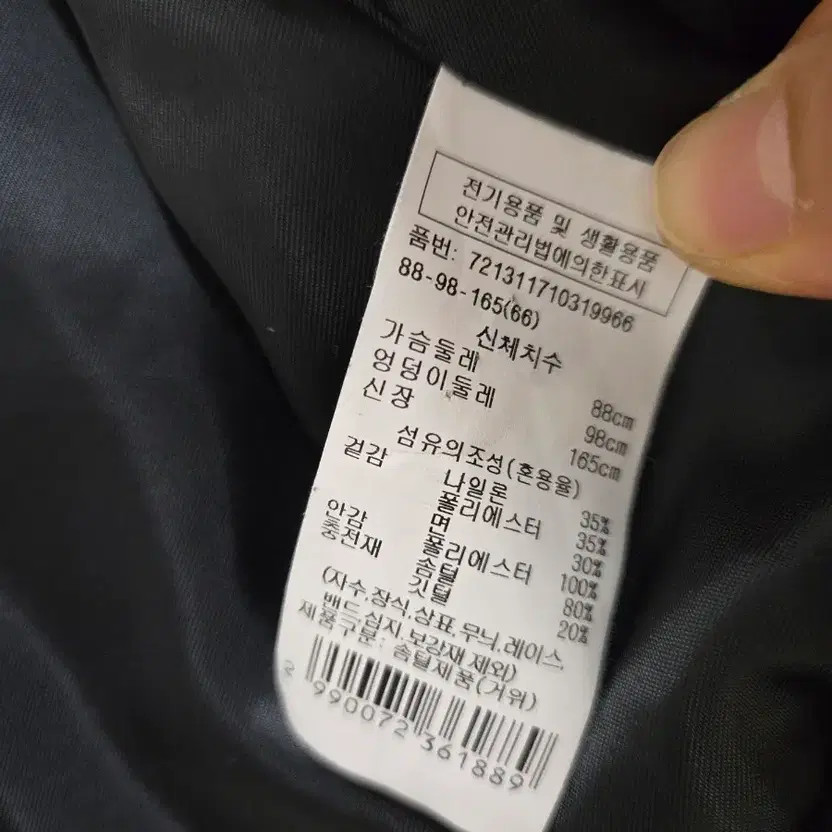 전기용품 및 생활용품
안전관리법에의한표시
품번: 721311710319966
88-98-165(66)
신체치수
가슴둘레 88cm
엉덩이둘레 98cm
신장 165cm
섬유의조성(혼용율)
겉감 나일론 35%
폴리에스터 35%
면 30%
안감 폴리에스터 100%
충전재 솜털 80%
깃털 20%
(자수,장식,상표,무늬,레이스,
밴드,심지,보강재 제외)
제품구분: 솜털제품(거위)
2 990072 361889